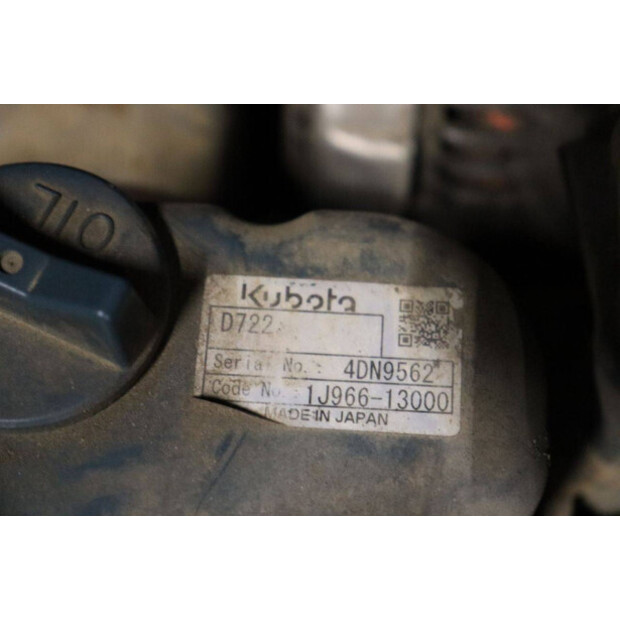 OIL
Kubota
D722
Serial No.: 4DN9562
Code No.: 1J966-13000
MADE IN JAPAN